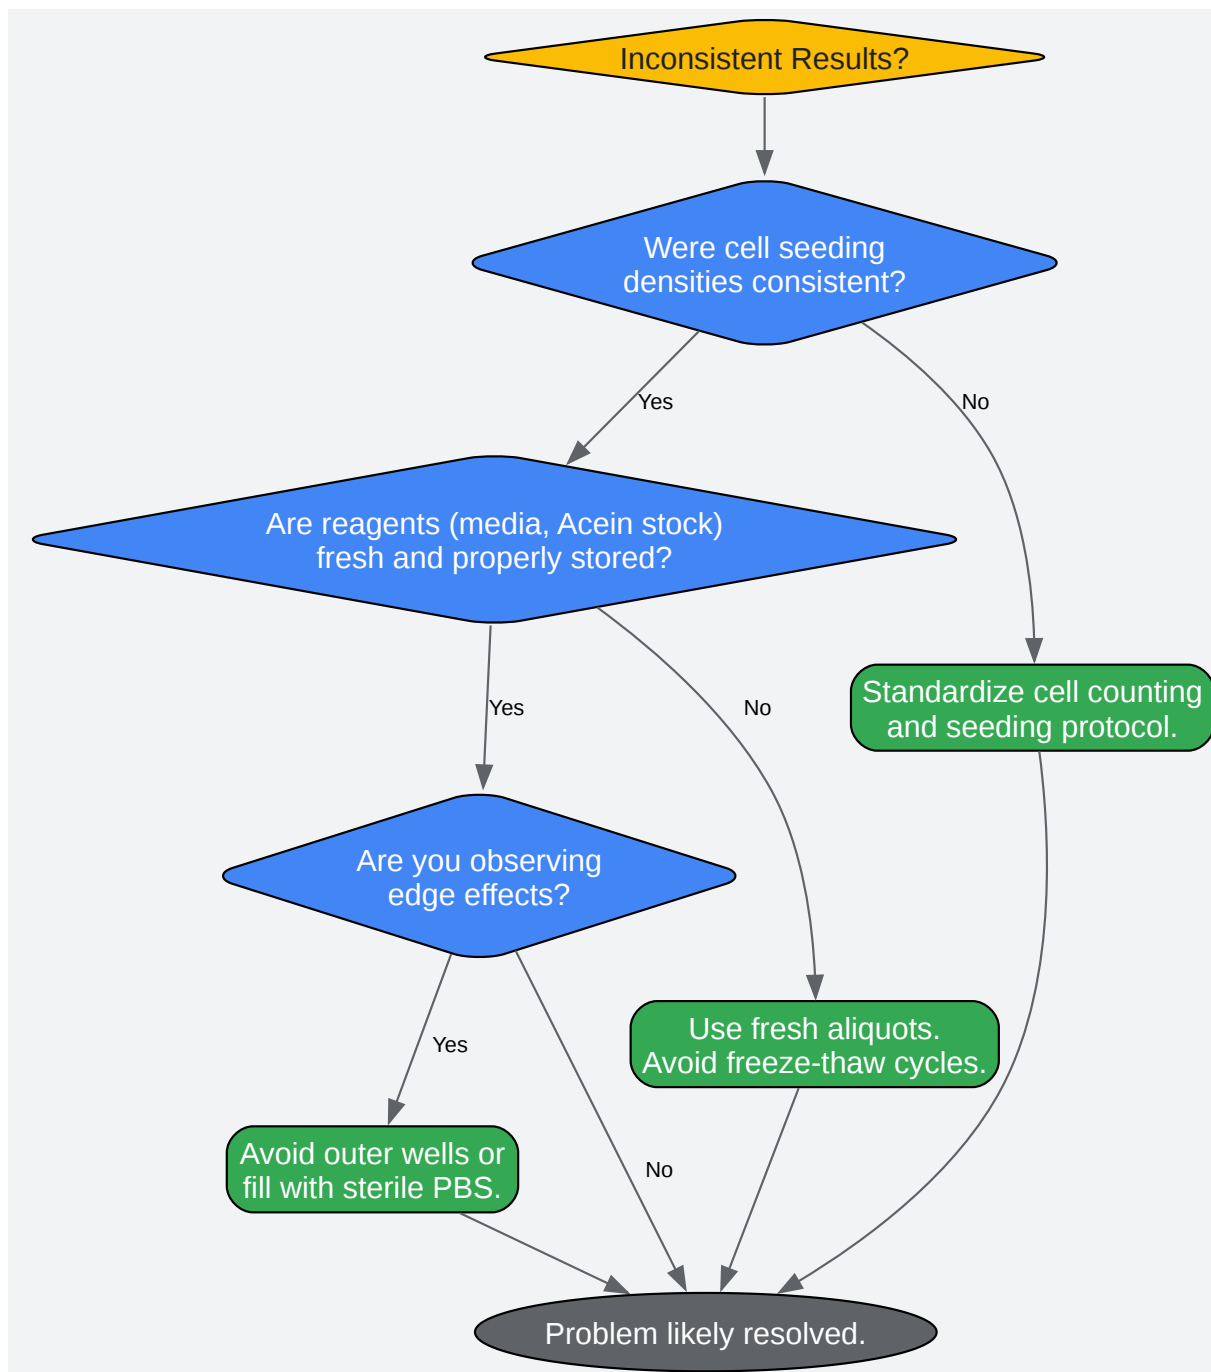 Inconsistent Results?
Were cell seeding
densities consistent?
Yes
No
Are reagents (media, Acein stock)
fresh and properly stored?
Yes
No
Standardize cell counting
and seeding protocol.
Are you observing
edge effects?
Yes
No
Use fresh aliquots.
Avoid freeze-thaw cycles.
Avoid outer wells or
fill with sterile PBS.
Problem likely resolved.